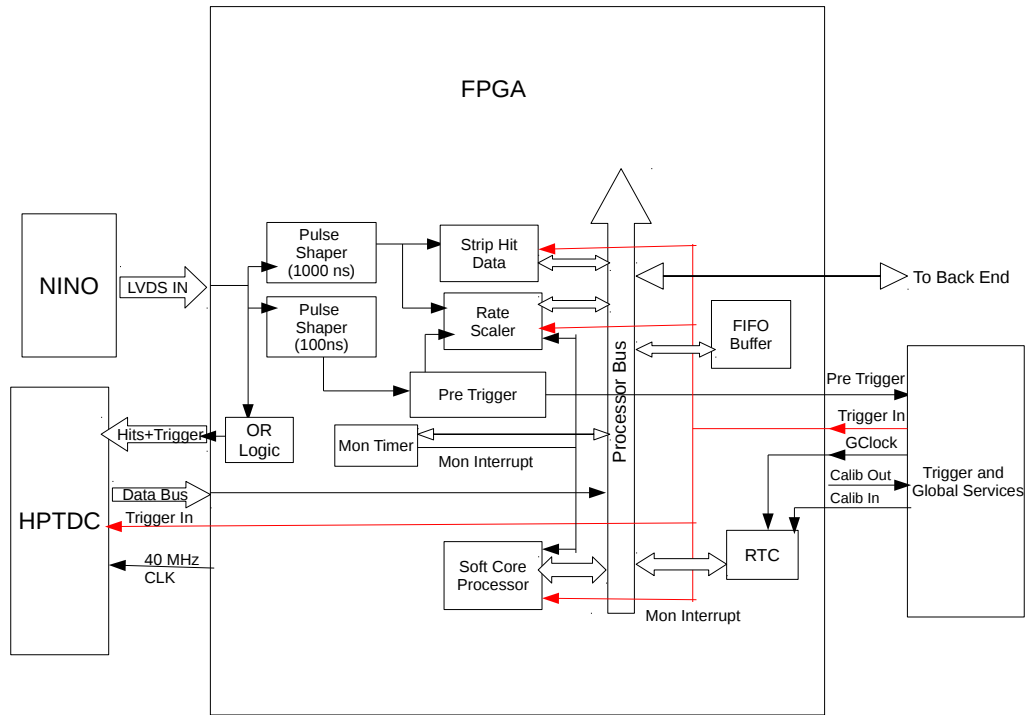 FPGA
NINO
LVDS IN
Pulse
Shaper
(1000 ns)
Strip Hit
Data
To Back End
Pulse
Shaper
(100ns)
Rate
Scaler
FIFO
Buffer
Processor Bus
Pre Trigger
Pre Trigger
Hits+Trigger
OR
Logic
Mon Timer
Mon Interrupt
Trigger In
GClock
Calib Out
Calib In
Trigger and
Global Services
HPTDC
Data Bus
Trigger In
40 MHz
CLK
Soft Core
Processor
RTC
Mon Interrupt